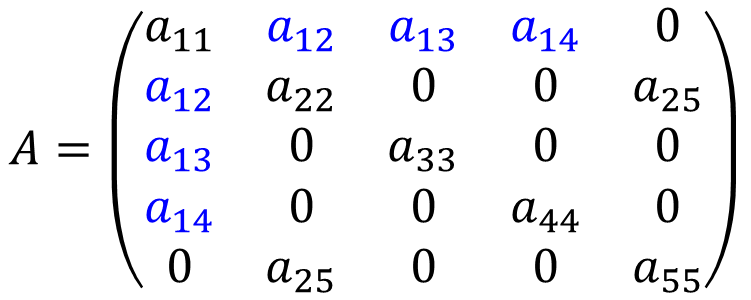 a₁₁ a₁₂ a₁₃ a₁₄ 0
a₁₂ a₂₂ 0 0 a₂₅
A = a₁₃ 0 a₃₃ 0 0
a₁₄ 0 0 a₄₄ 0
0 a₂₅ 0 0 a₅₅